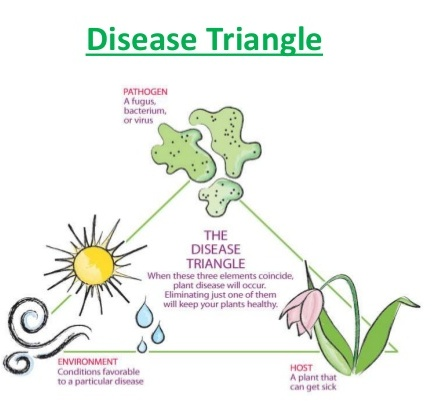 Disease Triangle
PATHOGEN
A fugus,
bacterium,
or virus
THE
DISEASE
TRIANGLE
When these three elements coincide,
plant disease will occur.
Eliminating just one of them
will keep your plants healthy.
ENVIRONMENT
Conditions favorable
to a particular disease
HOST
A plant that
can get sick